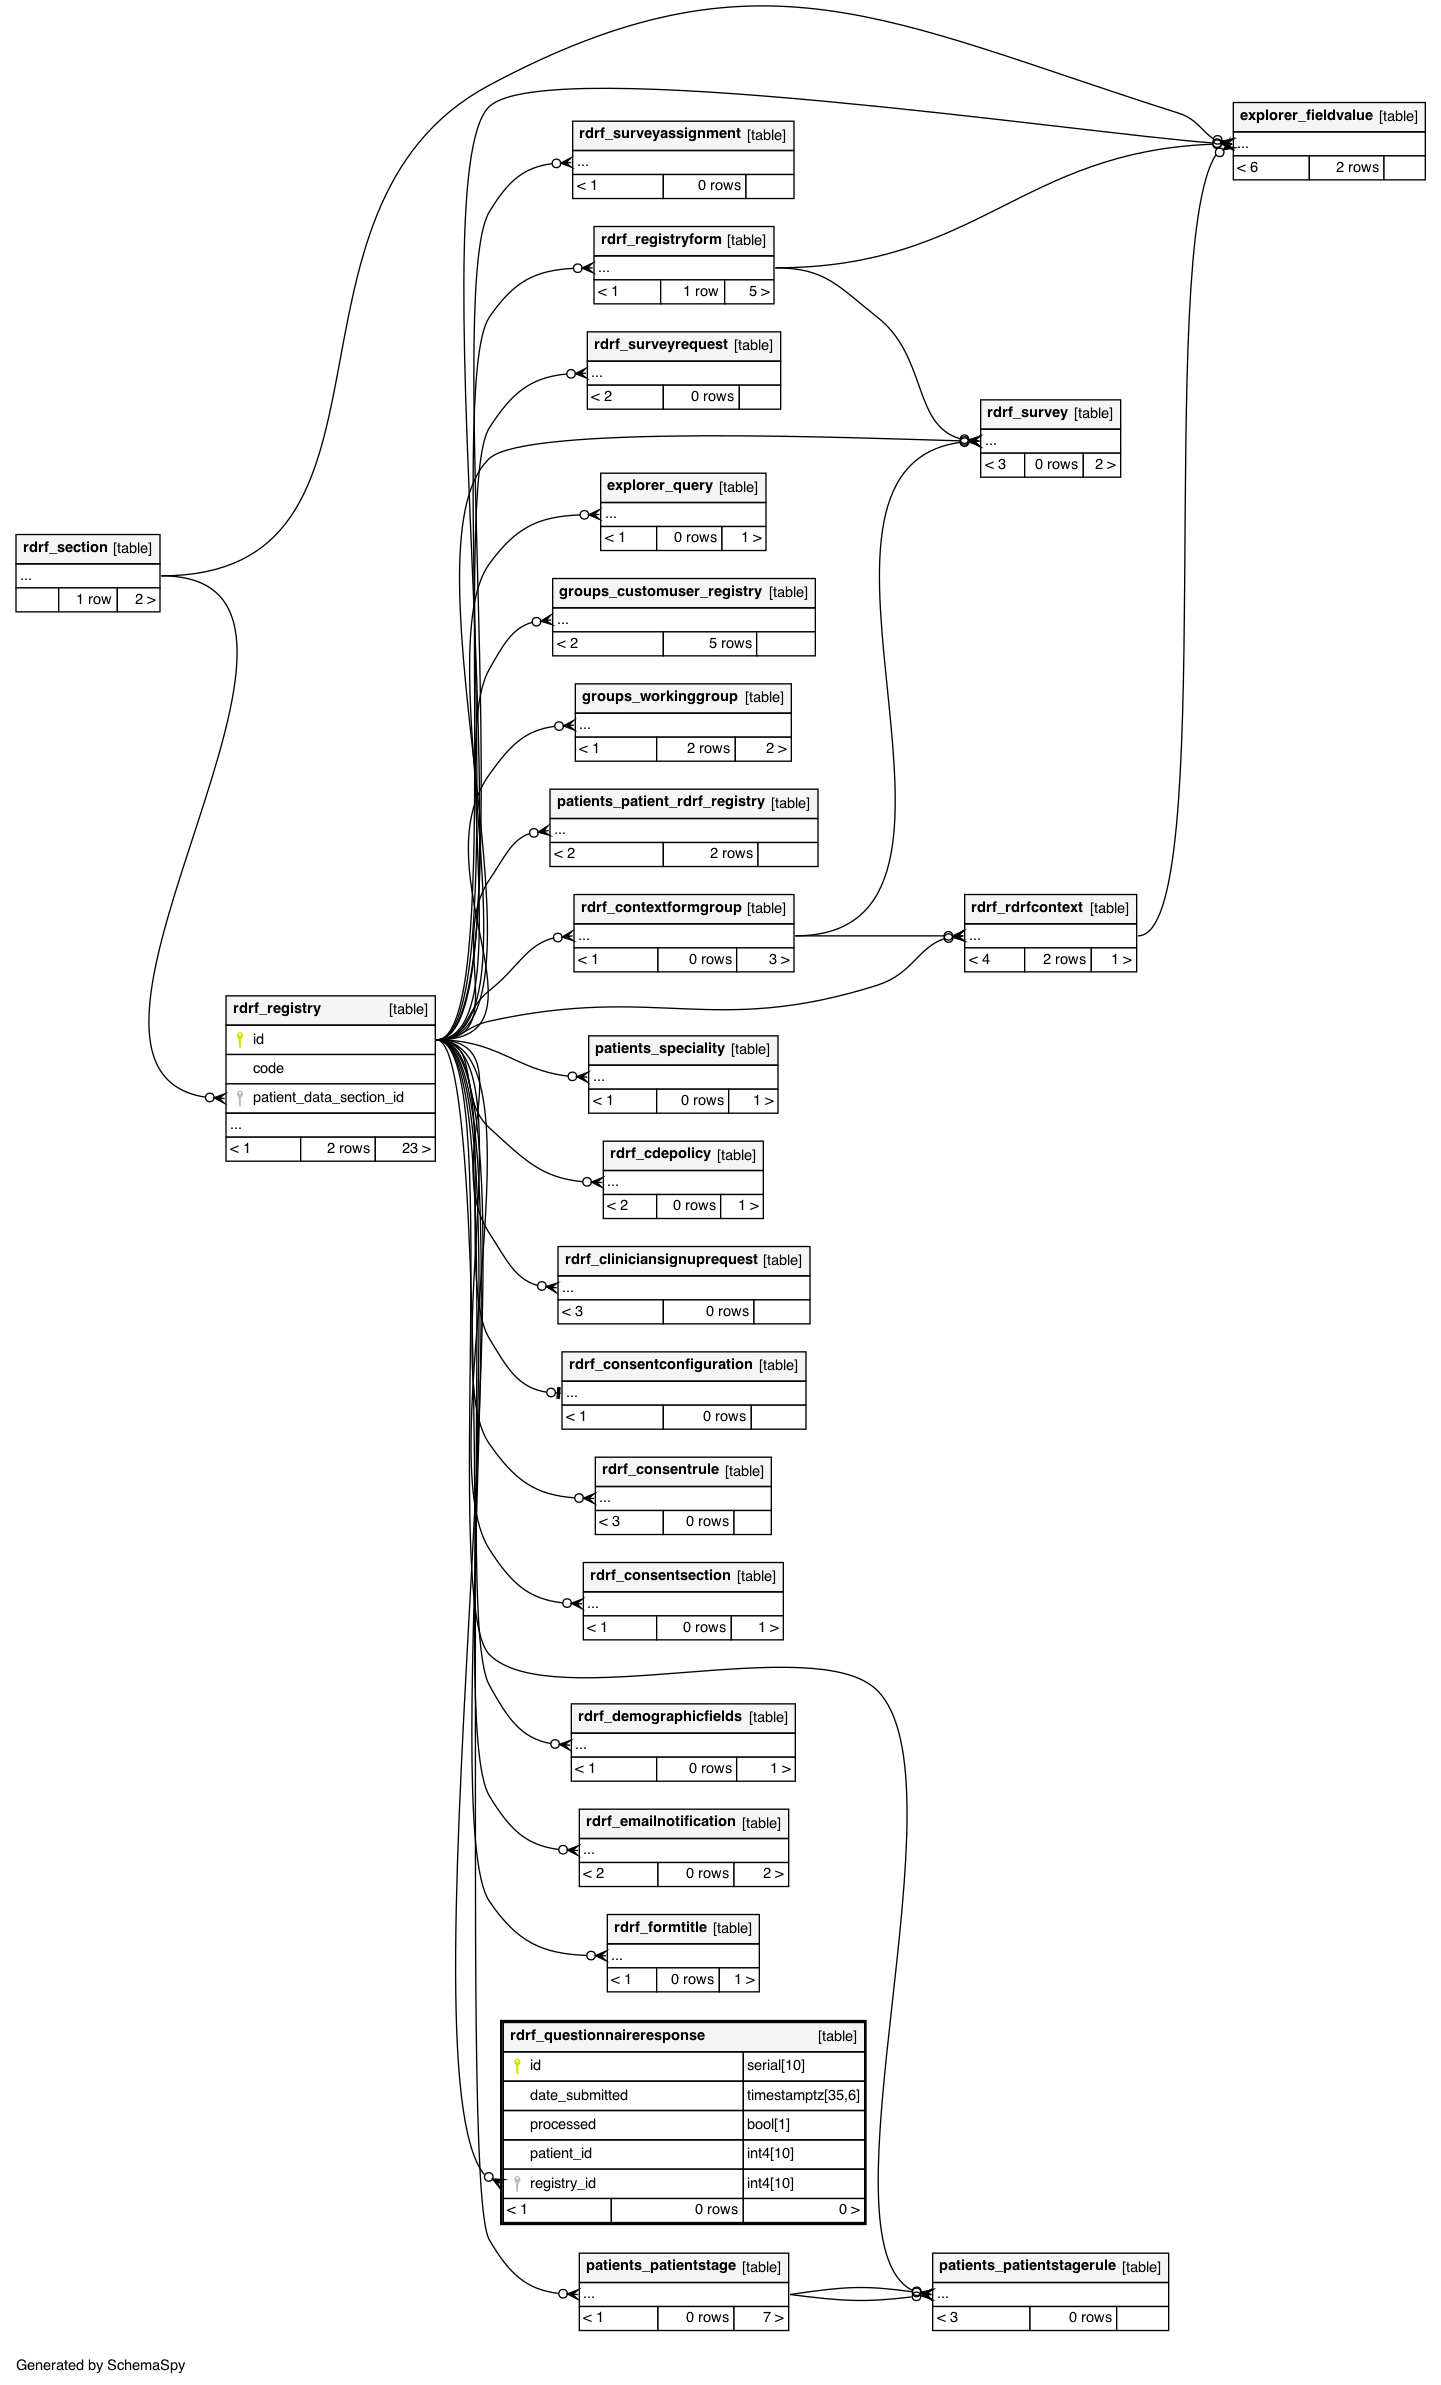 explorer_fieldvalue [table]
...
< 6 2 rows
rdrf_surveyassignment [table]
...
< 1 0 rows
rdrf_registryform [table]
...
< 1 1 row 5 >
rdrf_surveyrequest [table]
...
< 2 0 rows
rdrf_survey [table]
...
< 3 0 rows 2 >
explorer_query [table]
...
< 1 0 rows 1 >
rdrf_section [table]
...
1 row 2 >
groups_customuser_registry [table]
...
< 2 5 rows
groups_workinggroup [table]
...
< 1 2 rows 2 >
patients_patient_rdrf_registry [table]
...
< 2 2 rows
rdrf_contextformgroup [table]
...
< 1 0 rows 3 >
rdrf_rdrfcontext [table]
...
< 4 2 rows 1 >
rdrf_registry [table]
id
code
patient_data_section_id
...
< 1 2 rows 23 >
patients_speciality [table]
...
< 1 0 rows 1 >
rdrf_cdepolicy [table]
...
< 2 0 rows 1 >
rdrf_cliniciansignuprequest [table]
...
< 3 0 rows
rdrf_consentconfiguration [table]
...
< 1 0 rows
rdrf_consentrule [table]
...
< 3 0 rows
rdrf_consentsection [table]
...
< 1 0 rows 1 >
rdrf_demographicfields [table]
...
< 1 0 rows 1 >
rdrf_emailnotification [table]
...
< 2 0 rows 2 >
rdrf_formtitle [table]
...
< 1 0 rows 1 >
rdrf_questionnaireresponse [table]
id serial[10]
date_submitted timestamptz[35,6]
processed bool[1]
patient_id int4[10]
registry_id int4[10]
< 1 0 rows 0 >
patients_patientstage [table]
...
< 1 0 rows 7 >
patients_patientstagerule [table]
...
< 3 0 rows
Generated by SchemaSpy